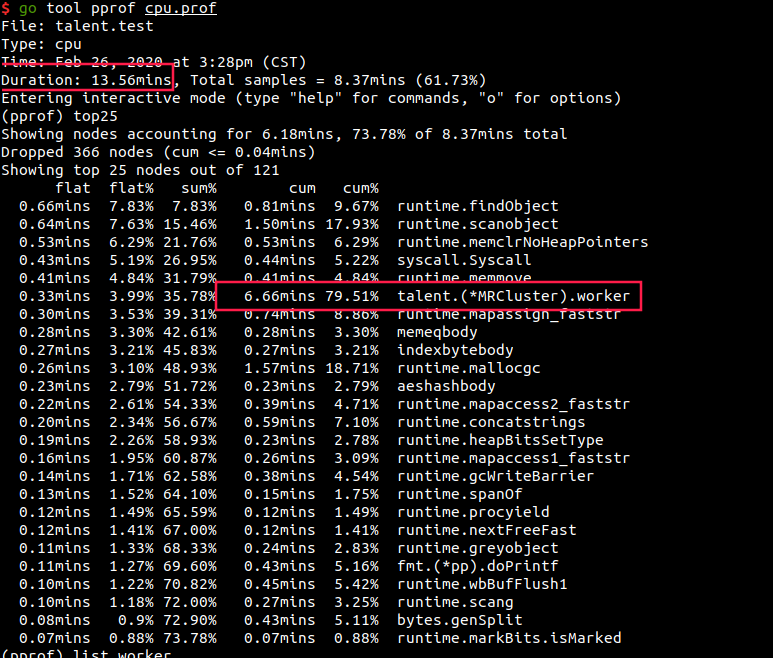 $ go tool pprof cpu.prof
File: talent.test
Type: cpu
Time: Feb 26, 2020 at 3:28pm (CST)
Duration: 13.56mins, Total samples = 8.37mins (61.73%)
Entering interactive mode (type "help" for commands, "o" for options)
(pprof) top25
Showing nodes accounting for 6.18mins, 73.78% of 8.37mins total
Dropped 366 nodes (cum <= 0.04mins)
Showing top 25 nodes out of 121
flat flat% sum% cum cum%
0.66mins 7.83% 7.83% 0.81mins 9.67% runtime.findObject
0.64mins 7.63% 15.46% 1.50mins 17.93% runtime.scanobject
0.53mins 6.29% 21.76% 0.53mins 6.29% runtime.memclrNoHeapPointers
0.43mins 5.19% 26.95% 0.44mins 5.22% syscall.Syscall
0.41mins 4.84% 31.79% 0.41mins 4.84% runtime.memmove
0.33mins 3.99% 35.78% 6.66mins 79.51% talent.(*MRCluster).worker
0.30mins 3.53% 39.31% 0.74mins 8.86% runtime.mapassign_faststr
0.28mins 3.30% 42.61% 0.28mins 3.30% memeqbody
0.27mins 3.21% 45.83% 0.27mins 3.21% indexbytebody
0.26mins 3.10% 48.93% 1.57mins 18.71% runtime.mallocgc
0.23mins 2.79% 51.72% 0.23mins 2.79% aeshashbody
0.22mins 2.61% 54.33% 0.39mins 4.71% runtime.mapaccess2_faststr
0.20mins 2.34% 56.67% 0.59mins 7.10% runtime.concatstrings
0.19mins 2.26% 58.93% 0.23mins 2.78% runtime.heapBitsSetType
0.16mins 1.95% 60.87% 0.26mins 3.09% runtime.mapaccess1_faststr
0.14mins 1.71% 62.58% 0.38mins 4.54% runtime.gcWriteBarrier
0.13mins 1.52% 64.10% 0.15mins 1.75% runtime.spanOf
0.12mins 1.49% 65.59% 0.12mins 1.49% runtime.procyield
0.12mins 1.41% 67.00% 0.12mins 1.41% runtime.nextFreeFast
0.11mins 1.33% 68.33% 0.24mins 2.83% runtime.greyobject
0.11mins 1.27% 69.60% 0.43mins 5.16% fmt.(*pp).doPrintf
0.10mins 1.22% 70.82% 0.45mins 5.42% runtime.wbBufFlush1
0.10mins 1.18% 72.00% 0.27mins 3.25% runtime.scang
0.08mins 0.9% 72.90% 0.43mins 5.11% bytes.genSplit
0.07mins 0.88% 73.78% 0.07mins 0.88% runtime.markBits.isMarked
(pprof) list worker